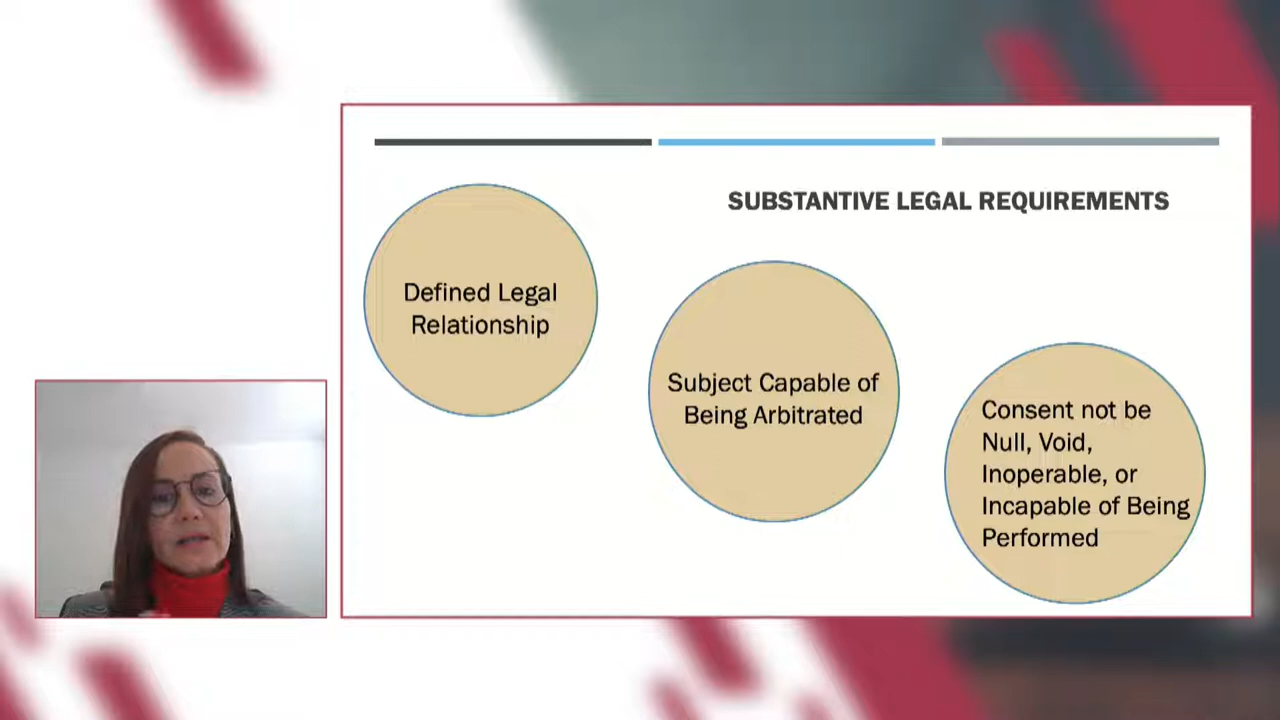 SUBSTANTIVE LEGAL REQUIREMENTS
Defined Legal
Relationship
Subject Capable of
Being Arbitrated
Consent not be
Null, Void,
Inoperable, or
Incapable of Being
Performed